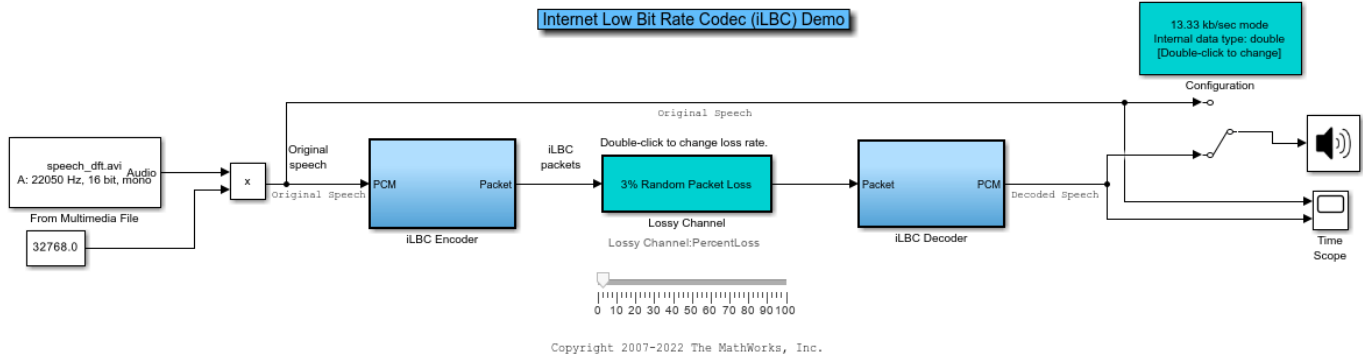 Internet Low Bit Rate Codec (iLBC) Demo
13.33 kb/sec mode
Internal data type: double
[Double-click to change]
Configuration
Original Speech
speech_dft.avi
A: 22050 Hz, 16 bit, mono
Audio
From Multimedia File
32768.0
x
Original
speech
Original Speech
PCM
Packet
iLBC Encoder
iLBC
packets
Double-click to change loss rate.
3% Random Packet Loss
Lossy Channel
Lossy Channel:PercentLoss
Packet
PCM
iLBC Decoder
Decoded Speech
Time
Scope
0 10 20 30 40 50 60 70 80 90 100
Copyright 2007-2022 The MathWorks, Inc.